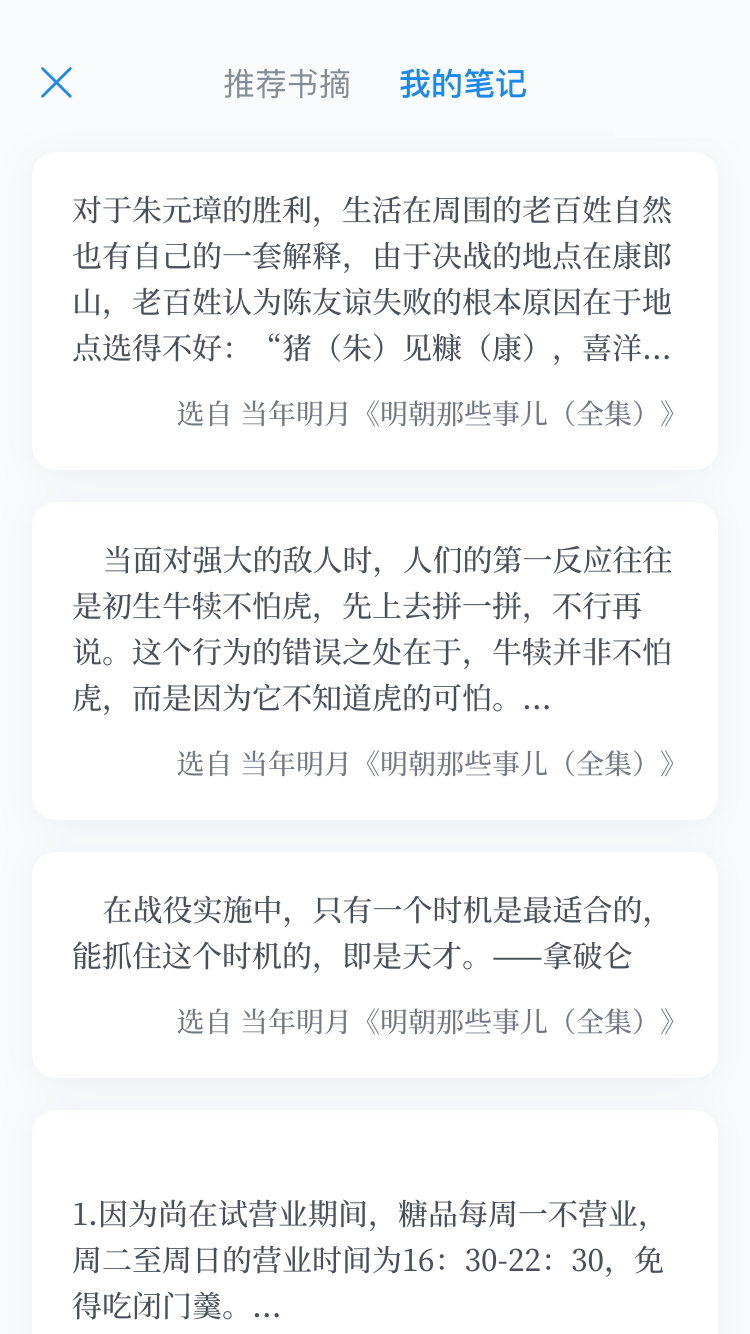 推荐书摘 我的笔记
对于朱元璋的胜利，生活在周围的老百姓自然
也有自己的一套解释，由于决战的地点在康郎
山，老百姓认为陈友谅失败的根本原因在于地
点选得不好：“猪（朱）见糠（康），喜洋...
选自 当年明月《明朝那些事儿（全集）》
当面对强大的敌人时，人们的第一反应往往
是初生牛犊不怕虎，先上去拼一拼，不行再
说。这个行为的错误之处在于，牛犊并非不怕
虎，而是因为它不知道虎的可怕。...
选自 当年明月《明朝那些事儿（全集）》
在战役实施中，只有一个时机是最适合的，
能抓住这个时机的，即是天才。——拿破仑
选自 当年明月《明朝那些事儿（全集）》
1.因为尚在试营业期间，糖品每周一不营业，
周二至周日的营业时间为16：30-22：30，免
得吃闭门羹。...